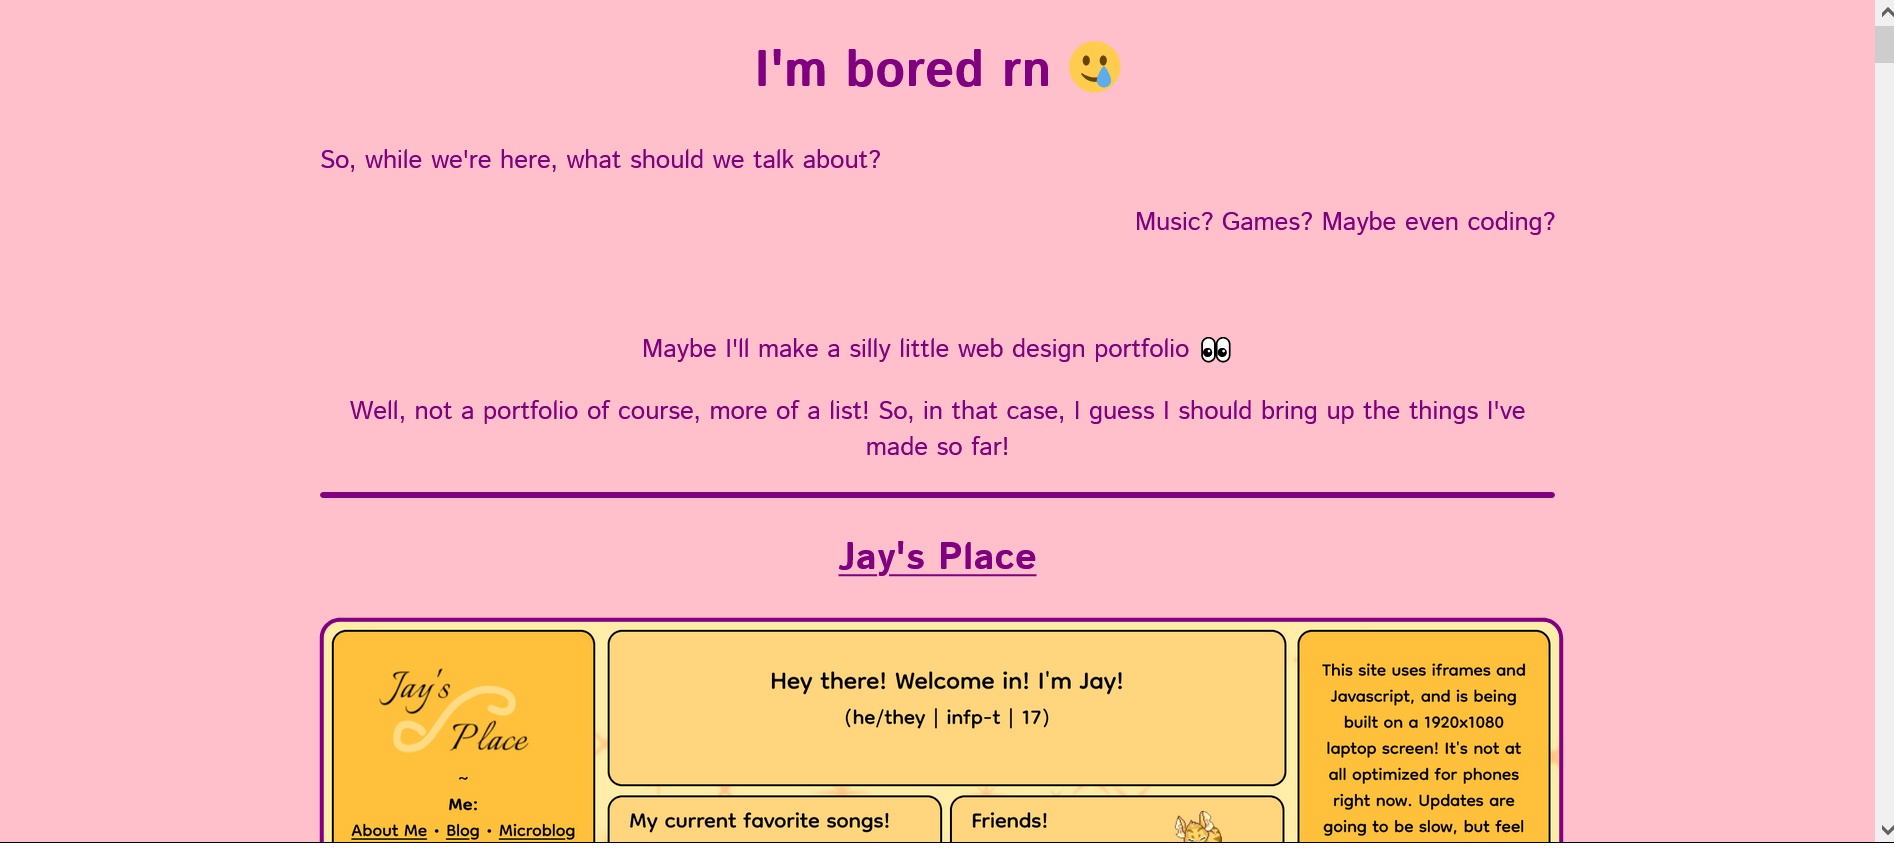 I'm bored rn 🥲
So, while we're here, what should we talk about?
Music? Games? Maybe even coding?
Maybe I'll make a silly little web design portfolio 👀
Well, not a portfolio of course, more of a list! So, in that case, I guess I should bring up the things I've
made so far!
Jay's Place
Jay's
Place
~
Me:
About Me • Blog • Microblog
Hey there! Welcome in! I'm Jay!
(he/they | infp-t | 17)
My current favorite songs!
Friends!
This site uses iframes and
Javascript, and is being
built on a 1920x1080
laptop screen! It's not at
all optimized for phones
right now. Updates are
going to be slow, but feel